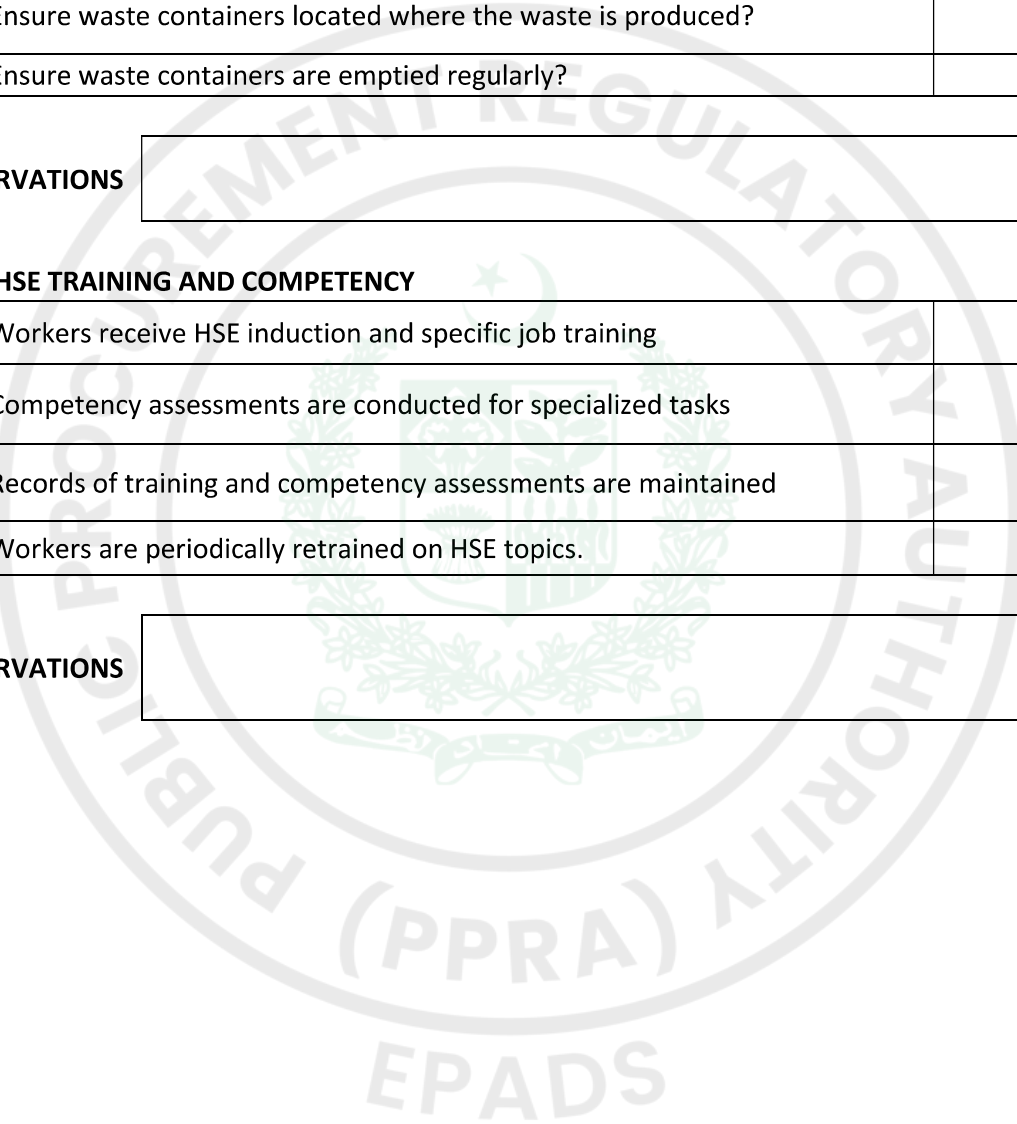 Ensure waste containers located where the waste is produced?
Ensure waste containers are emptied regularly?
RVATIONS
HSE TRAINING AND COMPETENCY
Workers receive HSE induction and specific job training
Competency assessments are conducted for specialized tasks
Records of training and competency assessments are maintained
Workers are periodically retrained on HSE topics.
RVATIONS
PUBLIC PROCUREMENT REGULATORY AUTHORITY
(PPRA)
EPADS